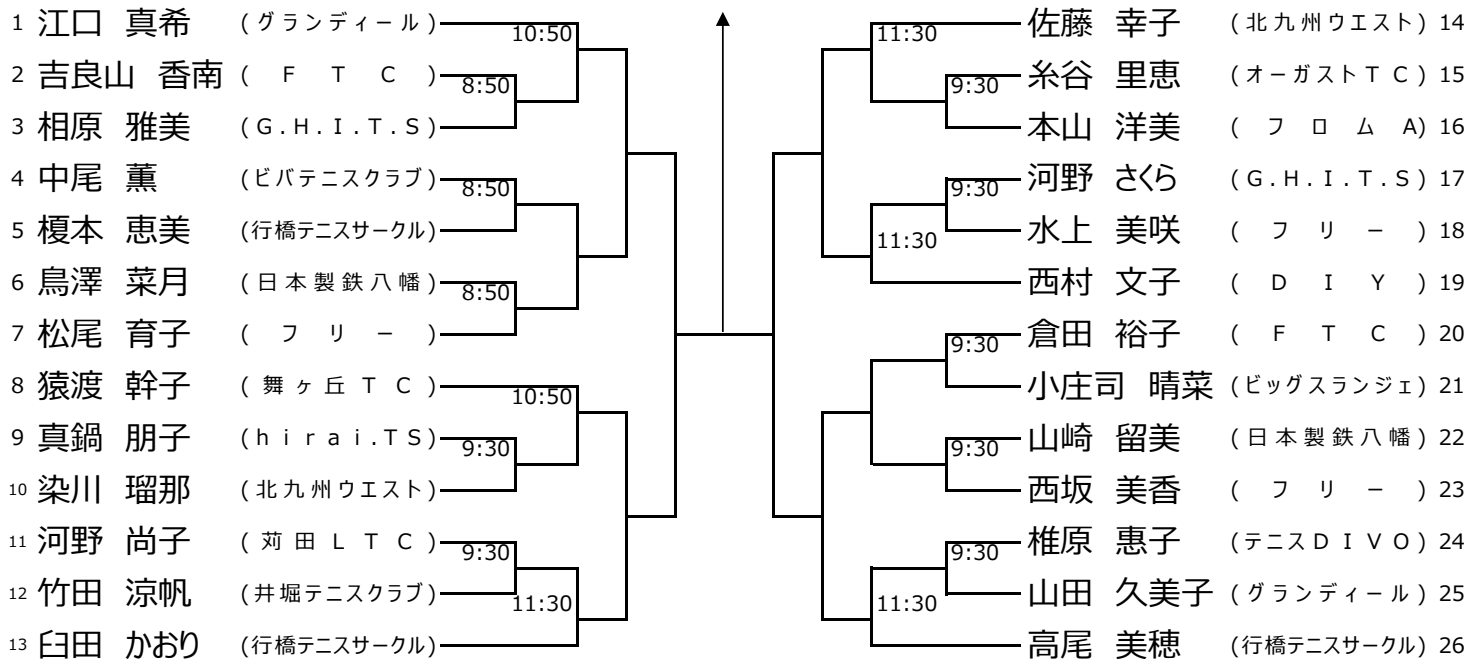 1 江口 真希 (グランディール)
10:50
2 吉良山 香南 (FTC)
8:50
3 相原 雅美 (G.H.I.T.S)
4 中尾 薫 (ビバテニスクラブ)
8:50
5 榎本 恵美 (行橋テニスサークル)
6 鳥澤 菜月 (日本製鉄八幡)
8:50
7 松尾 育子 (フリー)
8 猿渡 幹子 (舞ヶ丘TC)
10:50
9 真鍋 朋子 (hirai.TS)
9:30
10 染川 瑠那 (北九州ウエスト)
11 河野 尚子 (苅田LTC)
9:30
12 竹田 涼帆 (井堀テニスクラブ)
11:30
13 臼田 かおり (行橋テニスサークル)
佐藤 幸子 (北九州ウエスト) 14
11:30
糸谷 里恵 (オーガストTC) 15
9:30
本山 洋美 (フロムA) 16
河野 さくら (G.H.I.T.S) 17
9:30
水上 美咲 (フリー) 18
11:30
西村 文子 (DIY) 19
倉田 裕子 (FTC) 20
9:30
小庄司 晴菜 (ビッグスランジェ) 21
山崎 留美 (日本製鉄八幡) 22
9:30
西坂 美香 (フリー) 23
椎原 惠子 (テニスDIVO) 24
9:30
山田 久美子 (グランディール) 25
11:30
高尾 美穂 (行橋テニスサークル) 26